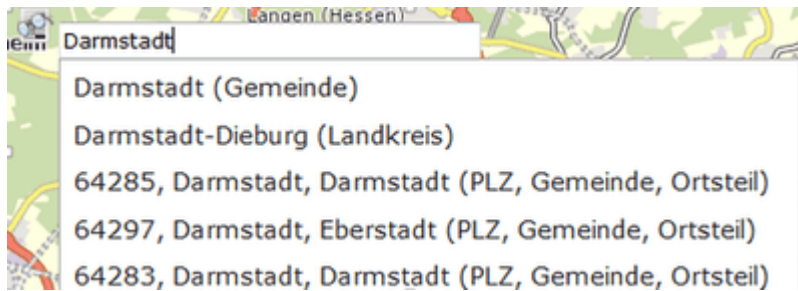 Langen (Hessen)
heim
Darmstadt
Darmstadt (Gemeinde)
Darmstadt-Dieburg (Landkreis)
64285, Darmstadt, Darmstadt (PLZ, Gemeinde, Ortsteil)
64297, Darmstadt, Eberstadt (PLZ, Gemeinde, Ortsteil)
64283, Darmstadt, Darmstadt (PLZ, Gemeinde, Ortsteil)